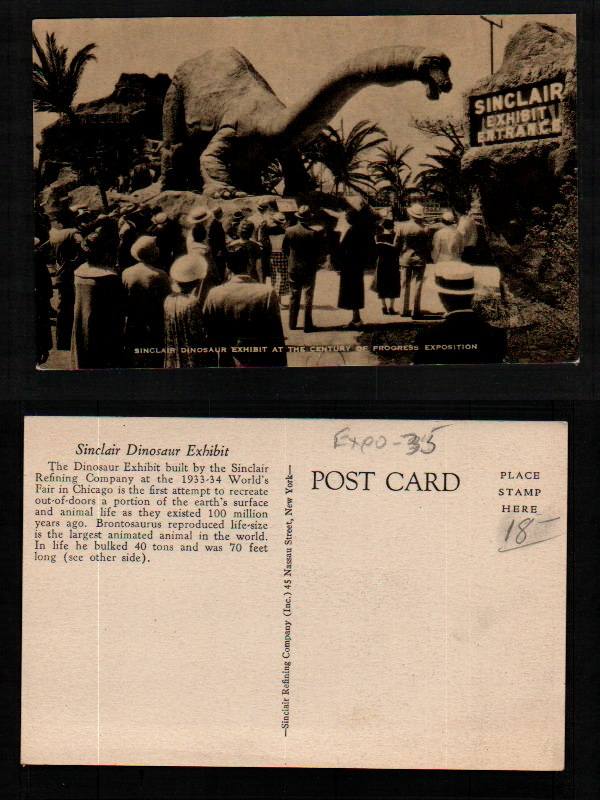 SINCLAIR
EXHIBIT
ENTRANCE
SINCLAIR DINOSAUR EXHIBIT AT THE CENTURY OF PROGRESS EXPOSITION
Expo-35
Sinclair Dinosaur Exhibit
The Dinosaur Exhibit built by the Sinclair
Refining Company at the 1933-34 World's
Fair in Chicago is the first attempt to recreate
out-of-doors a portion of the earth's surface
and animal life as they existed 100 million
years ago. Brontosaurus reproduced life-size
is the largest animated animal in the world.
In life he bulked 40 tons and was 70 feet
long (see other side).
—Sinclair Refining Company (Inc.) 45 Nassau Street, New York—
POST CARD
PLACE
STAMP
HERE
18-